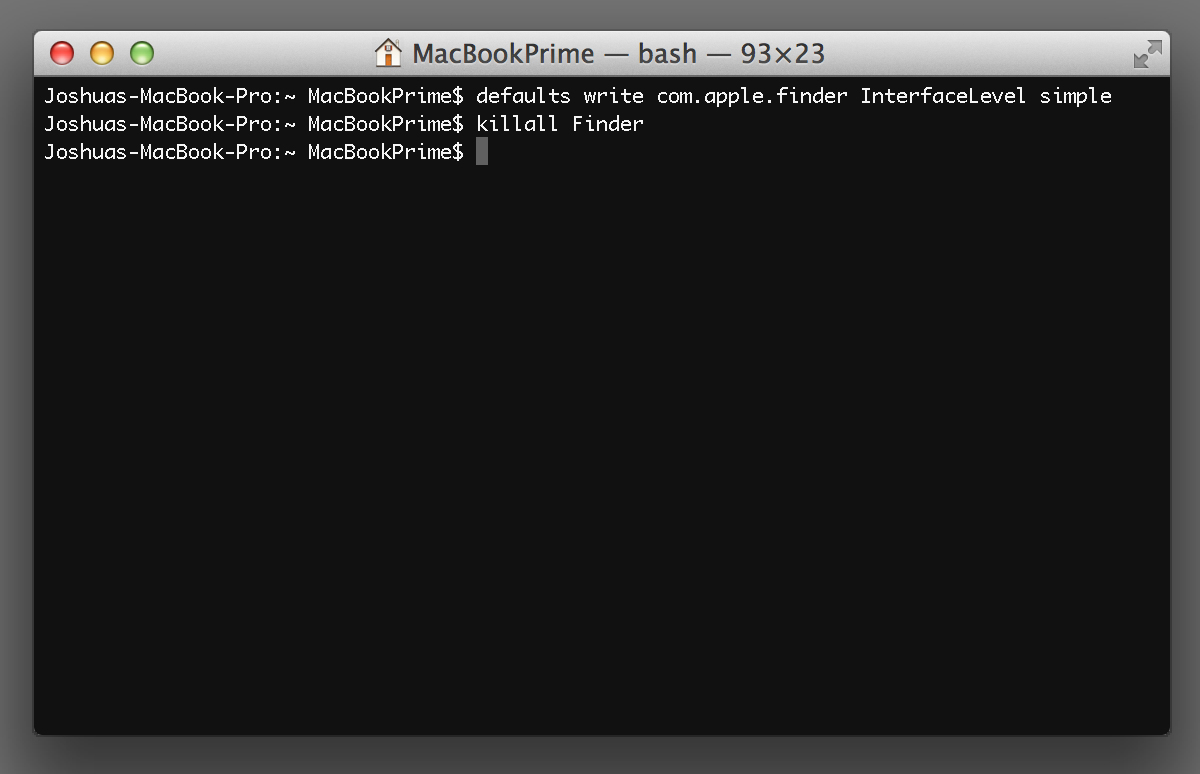 MacBookPrime — bash — 93×23
Joshuas-MacBook-Pro:~ MacBookPrime$ defaults write com.apple.finder InterfaceLevel simple
Joshuas-MacBook-Pro:~ MacBookPrime$ killall Finder
Joshuas-MacBook-Pro:~ MacBookPrime$